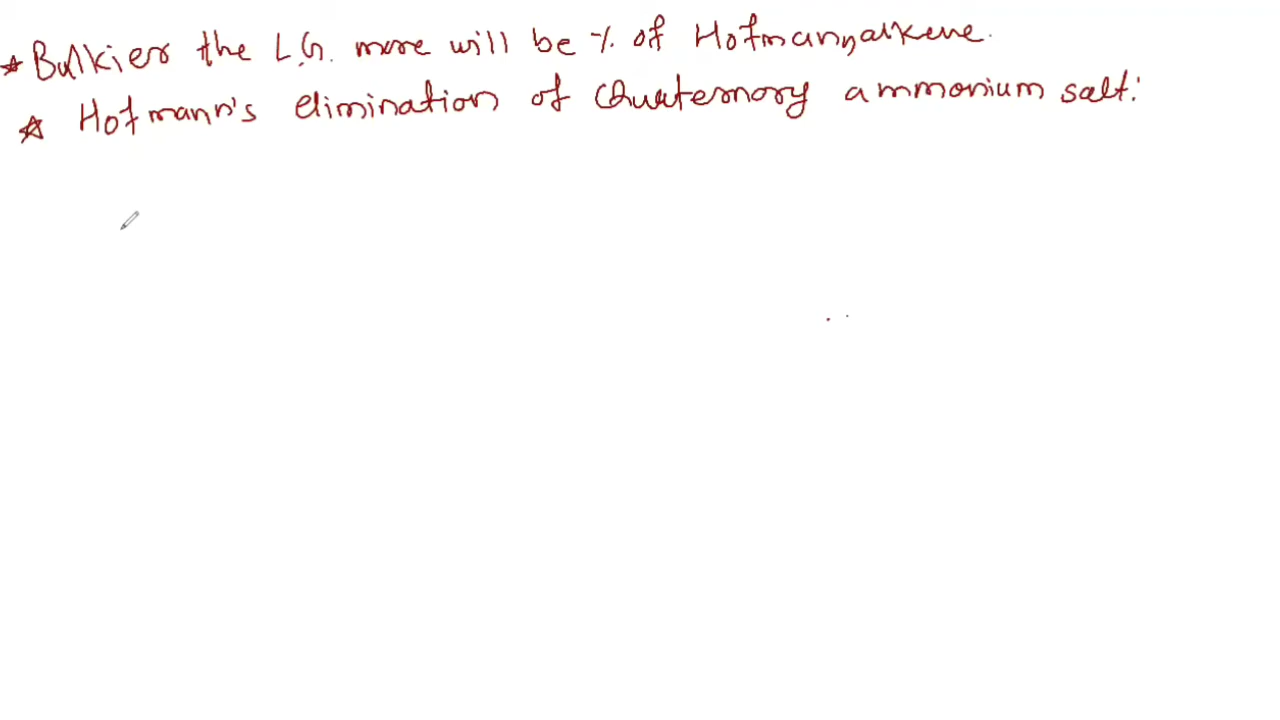 * Bulkier the L.G. more will be % of Hofmann alkene.
* Hofmann's elimination of Quaternary ammonium salt: